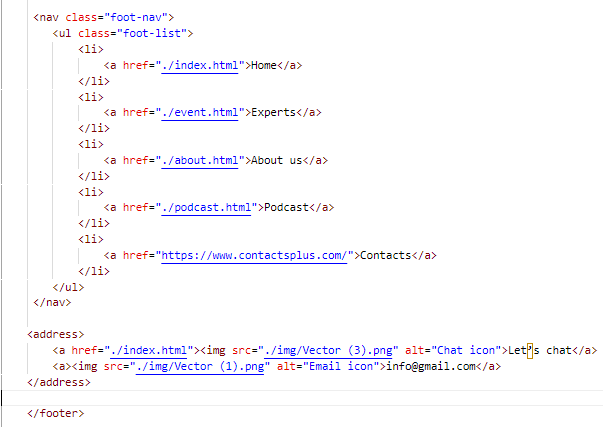 <nav class="foot-nav">
<ul class="foot-list">
<li>
<a href="./index.html">Home</a>
</li>
<li>
<a href="./event.html">Experts</a>
</li>
<li>
<a href="./about.html">About us</a>
</li>
<li>
<a href="./podcast.html">Podcast</a>
</li>
<li>
<a href="https://www.contactsplus.com/">Contacts</a>
</li>
</ul>
</nav>
<address>
<a href="./index.html"><img src="./img/Vector (3).png" alt="Chat icon">Let’s chat</a>
<a><img src="./img/Vector (1).png" alt="Email icon">info@gmail.com</a>
</address>
</footer>